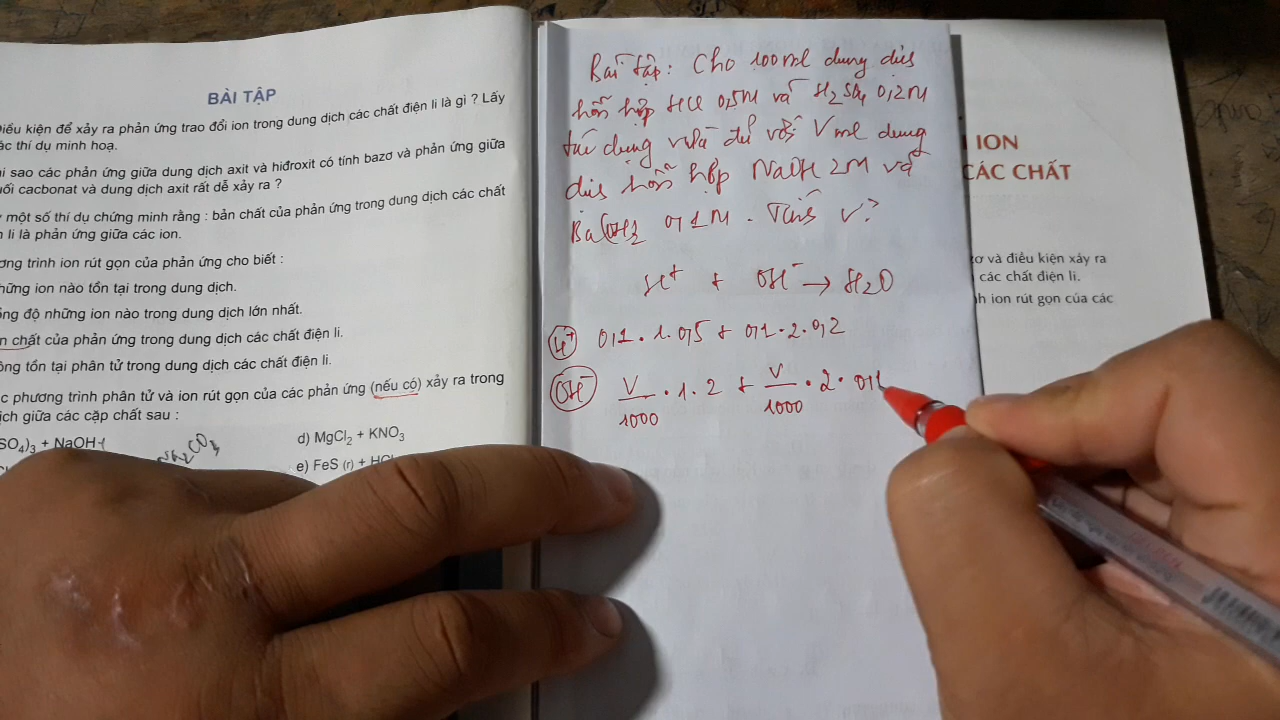 BÀI TẬP
Điều kiện để xảy ra phản ứng trao đổi ion trong dung dịch các chất điện li là gì ? Lấy
các thí dụ minh hoạ.
i sao các phản ứng giữa dung dịch axit và hiđroxit có tính bazơ và phản ứng giữa
uối cacbonat và dung dịch axit rất dễ xảy ra ?
y một số thí dụ chứng minh rằng : bản chất của phản ứng trong dung dịch các chất
n li là phản ứng giữa các ion.
ơng trình ion rút gọn của phản ứng cho biết :
hững ion nào tồn tại trong dung dịch.
ồng độ những ion nào trong dung dịch lớn nhất.
n chất của phản ứng trong dung dịch các chất điện li.
ông tồn tại phân tử trong dung dịch các chất điện li.
c phương trình phân tử và ion rút gọn của các phản ứng (nếu có) xảy ra trong
ịch giữa các cặp chất sau :
SO₄)₃ + NaOH
Na₂CO₃
d) MgCl₂ + KNO₃
e) FeS (r) + HCl
Bài tập : Cho 100ml dung dịch
hỗn hợp HCl 0,5M và H₂SO₄ 0,2M
tác dụng vừa đủ với V ml dung
dịch hỗn hợp NaOH 2M và
Ba(OH)₂ 0,1M . Tính V?
H⁺ + OH⁻ → H₂O
H⁺ 0,1 . 1 . 0,5 + 0,1 . 2 . 0,2
OH⁻ V/1000 . 1 . 2 + V/1000 . 2 . 0,1
ION
CÁC CHẤT
ơ và điều kiện xảy ra
các chất điện li.
nh ion rút gọn của các